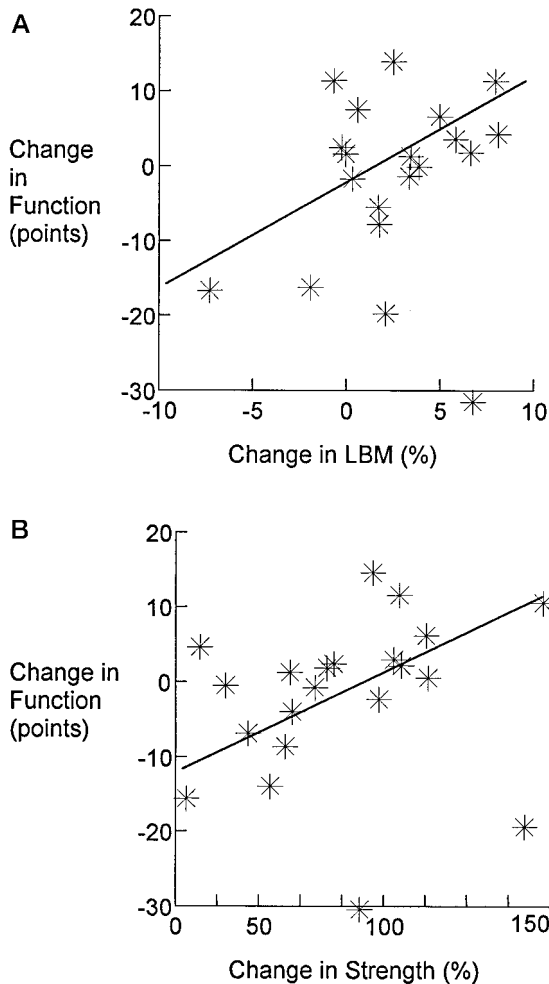 A
20
10
0
-10
-20
-30
Change
in
Function
(points)
-10 -5 0 5 10
Change in LBM (%)
B
20
10
0
-10
-20
-30
Change in
Function
(points)
0 50 100 150
Change in Strength (%)